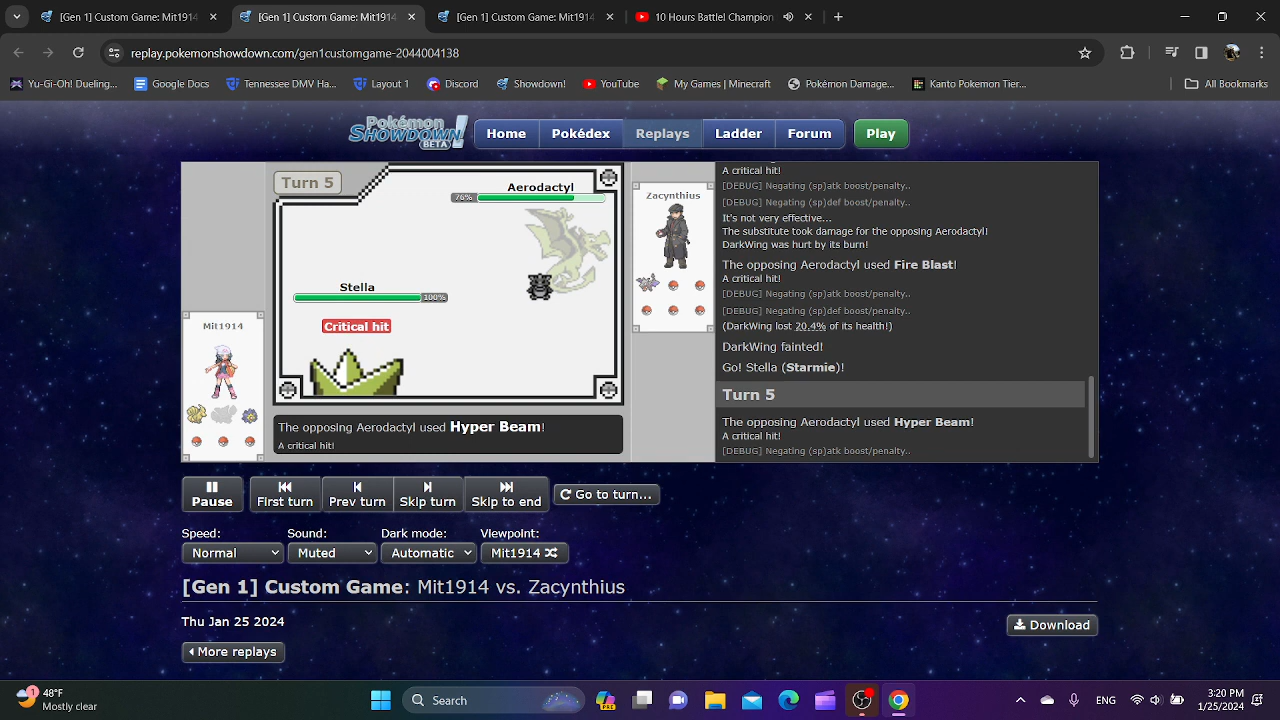 [Gen 1] Custom Game: Mit1914
[Gen 1] Custom Game: Mit1914
[Gen 1] Custom Game: Mit1914
10 Hours Battel Champion
replay.pokemonshowdown.com/gen1customgame-2044004138
Yu-Gi-Oh! Dueling...
Google Docs
Tennessee DMV Ha...
Layout 1
Discord
Showdown!
YouTube
My Games | Minecraft
Pokémon Damage...
Kanto Pokemon Tier...
All Bookmarks
Pokémon SHOWDOWN! BETA
Home
Pokédex
Replays
Ladder
Forum
Play
Turn 5
Aerodactyl
76%
Stella
100%
Critical hit
Mit1914
Zacynthius
The opposing Aerodactyl used Hyper Beam!
A critical hit!
A critical hit!
[DEBUG] Negating (sp)atk boost/penalty..
[DEBUG] Negating (sp)def boost/penalty..
It's not very effective...
The substitute took damage for the opposing Aerodactyl!
DarkWing was hurt by its burn!
The opposing Aerodactyl used Fire Blast!
A critical hit!
[DEBUG] Negating (sp)atk boost/penalty..
[DEBUG] Negating (sp)def boost/penalty..
(DarkWing lost 55% of its health!)
DarkWing fainted!
Go! Stella (Starmie)!
Turn 5
The opposing Aerodactyl used Hyper Beam!
A critical hit!
[DEBUG] Negating (sp)atk boost/penalty..
Pause
First turn
Prev turn
Skip turn
Skip to end
Go to turn...
Speed:
Sound:
Dark mode:
Viewpoint:
Normal
Muted
Automatic
Mit1914
[Gen 1] Custom Game: Mit1914 vs. Zacynthius
Thu Jan 25 2024
Download
More replays
1
48°F
Mostly clear
Search
PRE
ENG
3:20 PM
1/25/2024